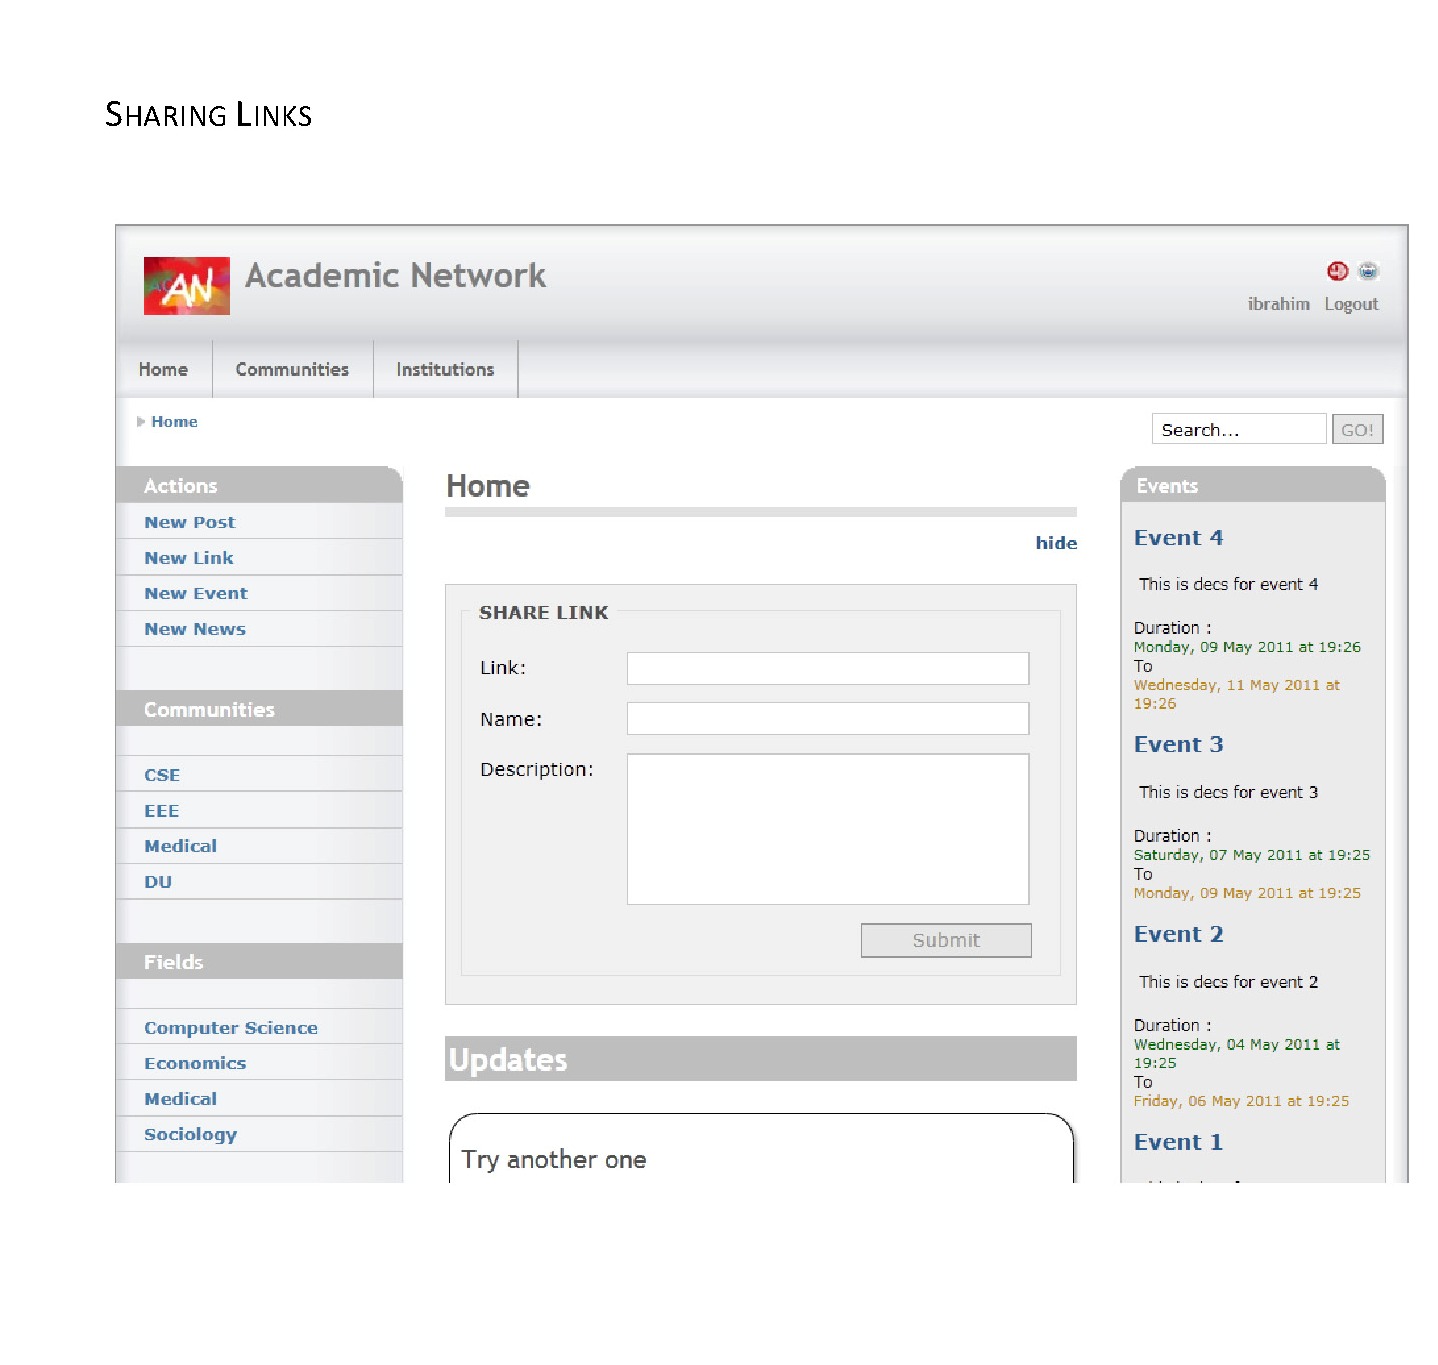 SHARING LINKS
AN
Academic Network
ibrahim Logout
Home Communities Institutions
Home
Search... GO!
Actions
New Post
New Link
New Event
New News
Communities
CSE
EEE
Medical
DU
Fields
Computer Science
Economics
Medical
Sociology
Home
hide
SHARE LINK
Link:
Name:
Description:
Submit
Updates
Try another one
Events
Event 4
This is decs for event 4
Duration :
Monday, 09 May 2011 at 19:26
To
Wednesday, 11 May 2011 at
19:26
Event 3
This is decs for event 3
Duration :
Saturday, 07 May 2011 at 19:25
To
Monday, 09 May 2011 at 19:25
Event 2
This is decs for event 2
Duration :
Wednesday, 04 May 2011 at
19:25
To
Friday, 06 May 2011 at 19:25
Event 1